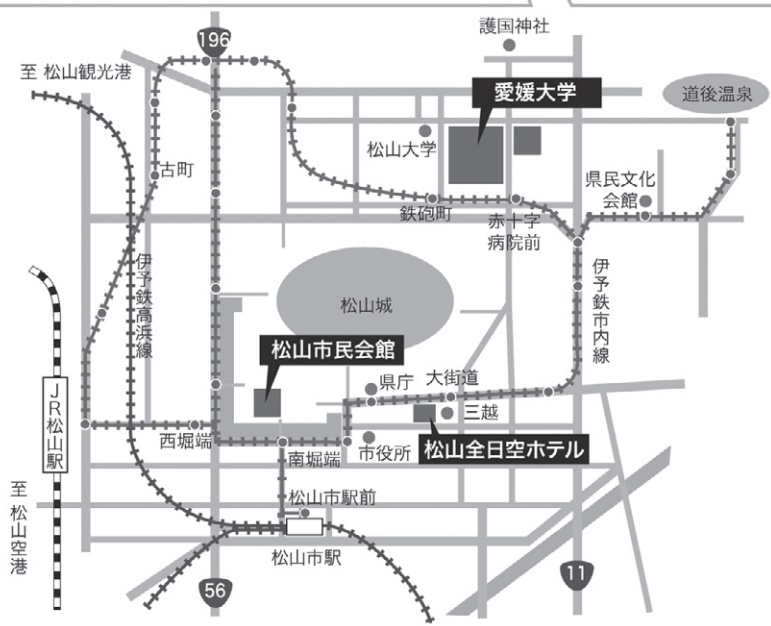 護国神社
196
至 松山観光港
愛媛大学
道後温泉
松山大学
古町
県民文化
会館
鉄砲町
赤十字
病院前
伊予鉄高浜線
伊予鉄市内線
松山城
松山市民会館
県庁
大街道
三越
JR松山駅
西堀端
南堀端
市役所
松山全日空ホテル
至 松山空港
松山市駅前
松山市駅
56
11